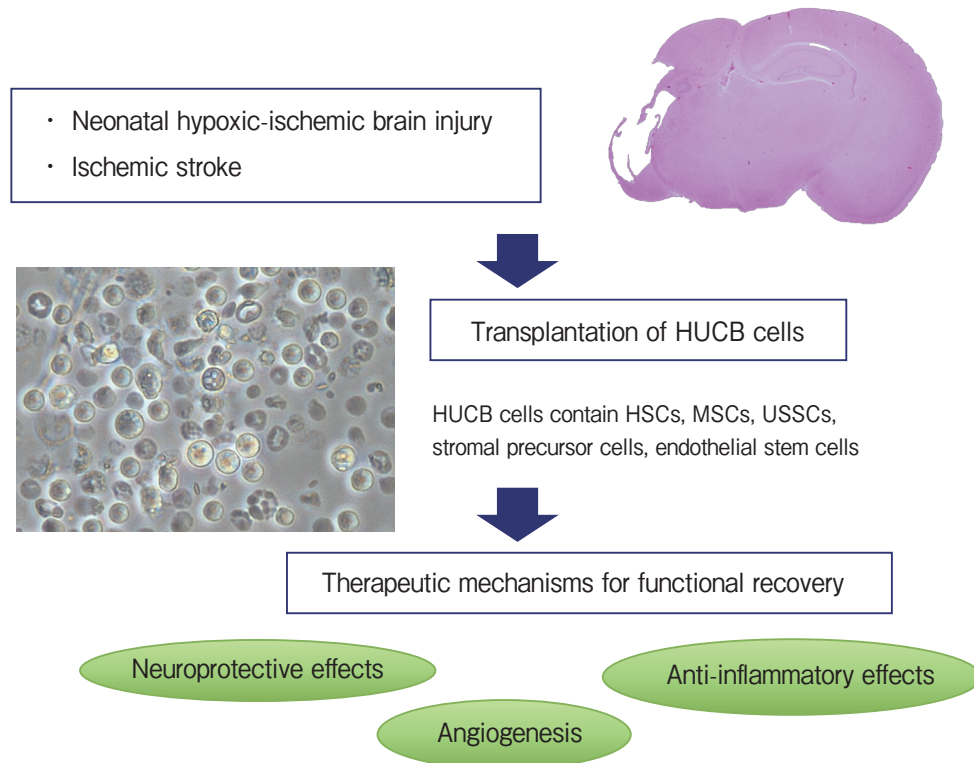 · Neonatal hypoxic-ischemic brain injury
· Ischemic stroke
Transplantation of HUCB cells
HUCB cells contain HSCs, MSCs, USSCs,
stromal precursor cells, endothelial stem cells
Therapeutic mechanisms for functional recovery
Neuroprotective effects
Anti-inflammatory effects
Angiogenesis